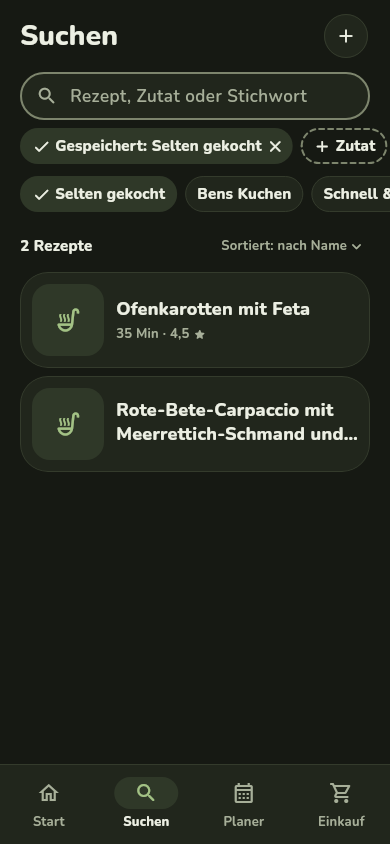 Suchen
Rezept, Zutat oder Stichwort
Gespeichert: Selten gekocht
Zutat
Selten gekocht
Bens Kuchen
Schnell &
2 Rezepte
Sortiert: nach Name
Ofenkarotten mit Feta
35 Min · 4,5 ★
Rote-Bete-Carpaccio mit
Meerrettich-Schmand und...
Start
Suchen
Planer
Einkauf